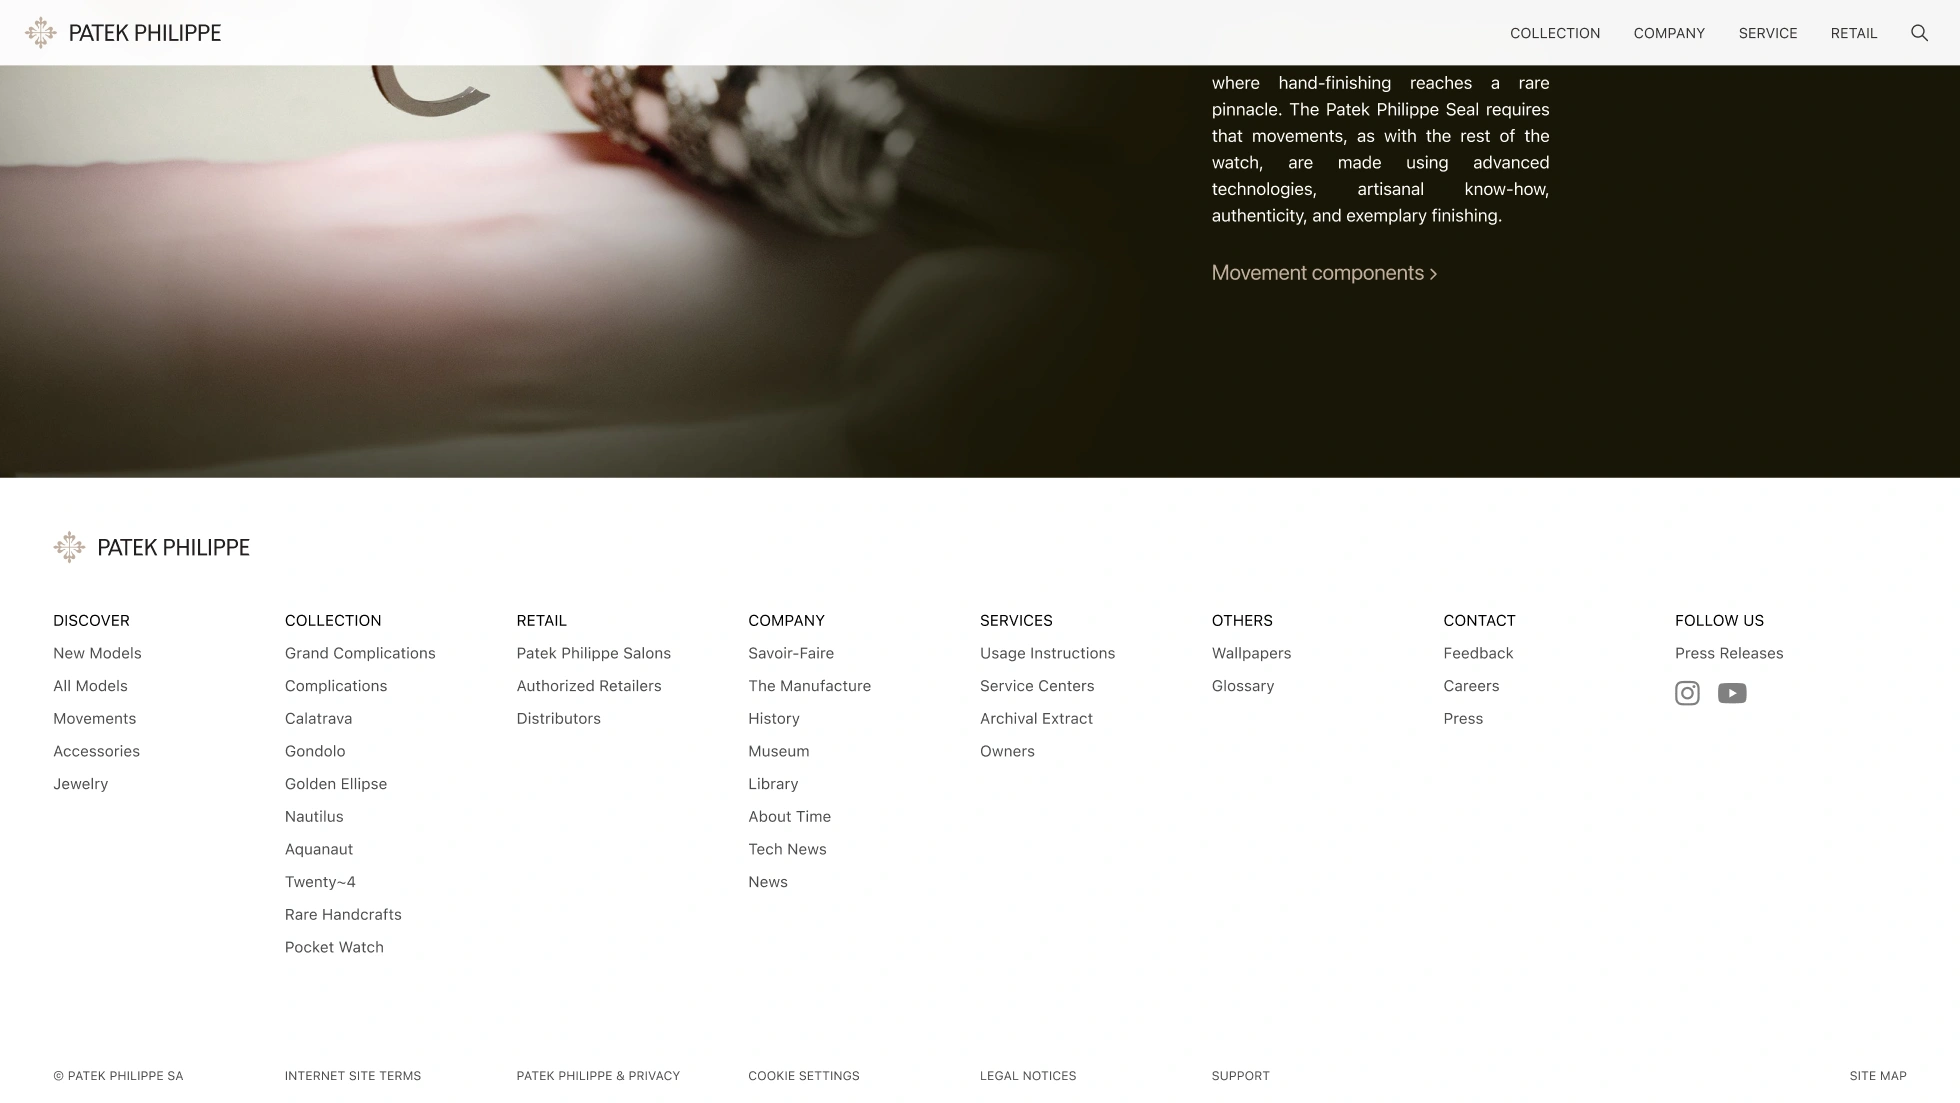 PATEK PHILIPPE
COLLECTION
COMPANY
SERVICE
RETAIL
where hand-finishing reaches a rare
pinnacle. The Patek Philippe Seal requires
that movements, as with the rest of the
watch, are made using advanced
technologies, artisanal know-how,
authenticity, and exemplary finishing.
Movement components >
PATEK PHILIPPE
DISCOVER
New Models
All Models
Movements
Accessories
Jewelry
COLLECTION
Grand Complications
Complications
Calatrava
Gondolo
Golden Ellipse
Nautilus
Aquanaut
Twenty~4
Rare Handcrafts
Pocket Watch
RETAIL
Patek Philippe Salons
Authorized Retailers
Distributors
COMPANY
Savoir-Faire
The Manufacture
History
Museum
Library
About Time
Tech News
News
SERVICES
Usage Instructions
Service Centers
Archival Extract
Owners
OTHERS
Wallpapers
Glossary
CONTACT
Feedback
Careers
Press
FOLLOW US
Press Releases
© PATEK PHILIPPE SA
INTERNET SITE TERMS
PATEK PHILIPPE & PRIVACY
COOKIE SETTINGS
LEGAL NOTICES
SUPPORT
SITE MAP